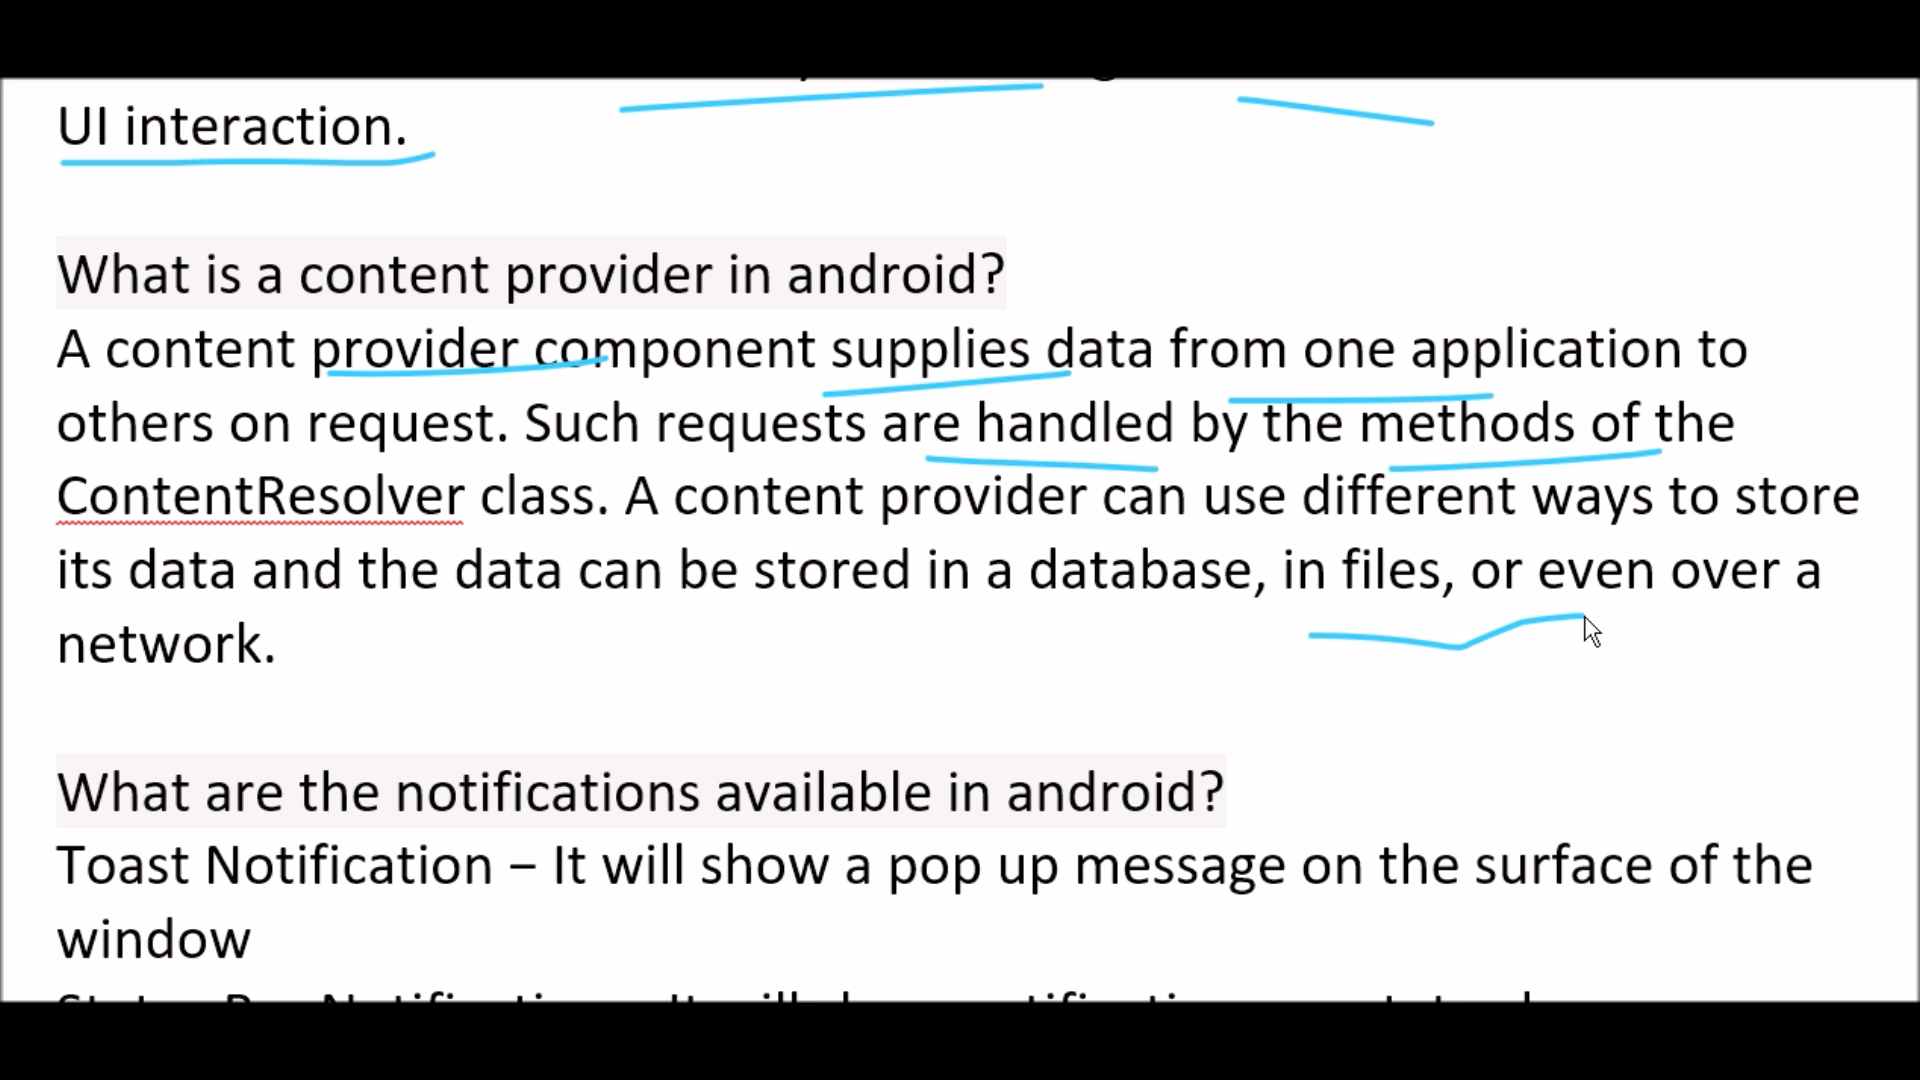 UI interaction.
What is a content provider in android?
A content provider component supplies data from one application to
others on request. Such requests are handled by the methods of the
ContentResolver class. A content provider can use different ways to store
its data and the data can be stored in a database, in files, or even over a
network.
What are the notifications available in android?
Toast Notification – It will show a pop up message on the surface of the
window